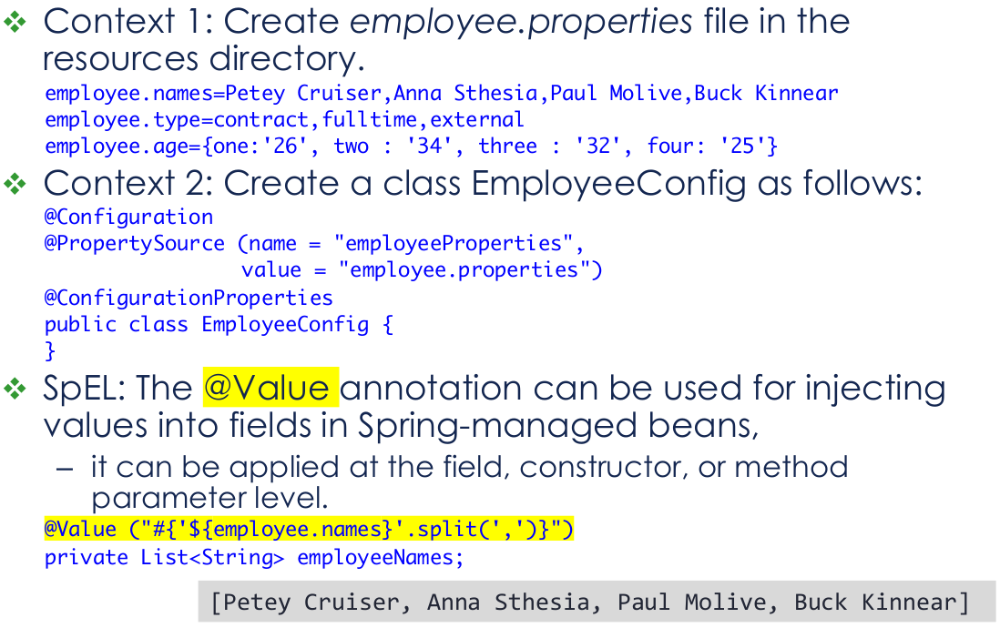 ❖ Context 1: Create employee.properties file in the
resources directory.
employee.names=Petey Cruiser,Anna Sthesia,Paul Molive,Buck Kinnear
employee.type=contract,fulltime,external
employee.age={one:'26', two : '34', three : '32', four: '25'}
❖ Context 2: Create a class EmployeeConfig as follows:
@Configuration
@PropertySource (name = "employeeProperties",
value = "employee.properties")
@ConfigurationProperties
public class EmployeeConfig {
}
❖ SpEL: The @Value annotation can be used for injecting
values into fields in Spring-managed beans,
– it can be applied at the field, constructor, or method
parameter level.
@Value ("#{'${employee.names}'.split(',')}")
private List<String> employeeNames;
[Petey Cruiser, Anna Sthesia, Paul Molive, Buck Kinnear]